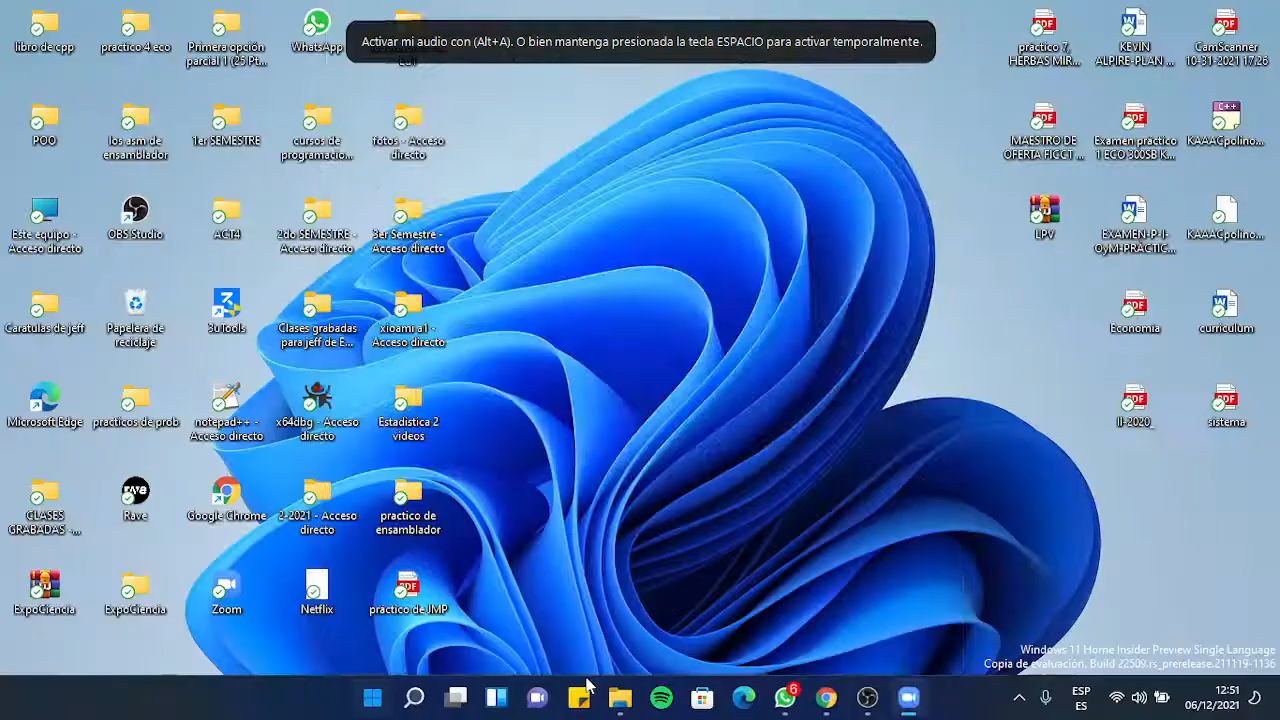 Activar mi audio con (Alt+A). O bien mantenga presionada la tecla ESPACIO para activar temporalmente.
libro de cpp
practico 4 eco
Primera opción
parcial 1 (25 Pt...
WhatsApp
practico 7,
HERBAS MIR...
KEVIN
ALPIRE-PLAN ...
CamScanner
10-31-2021 17.26
POO
los asm de
ensamblador
1er SEMESTRE
cursos de
programacio...
fotos - Acceso
directo
MAESTRO DE
OFERTA FICCT ...
Examen práctico
1 ECO 300SB K...
KAAACpolino...
Este equipo -
Acceso directo
OBS Studio
ACT4
2do SEMESTRE -
Acceso directo
3er Semestre -
Acceso directo
LPV
EXAMEN-P-I-
OyM-PRACTIC...
KAAACpolino...
Caratulas de jeff
Papelera de
reciclaje
3uTools
Clases grabadas
para jeff de E...
xioami a1 -
Acceso directo
Economia
curriculum
Microsoft Edge
practicos de prob
notepad++ -
Acceso directo
x64dbg - Acceso
directo
Estadistica 2
videos
II-2020_
sistema
CLASES
GRABADAS -...
Rave
Google Chrome
2-2021 - Acceso
directo
practico de
ensamblador
ExpoCiencia
ExpoCiencia
Zoom
Netflix
práctico de JMP
Windows 11 Home Insider Preview Single Language
Copia de evaluación. Build 22509.rs_prerelease.211119-1136
6
ESP
ES
12:51
06/12/2021